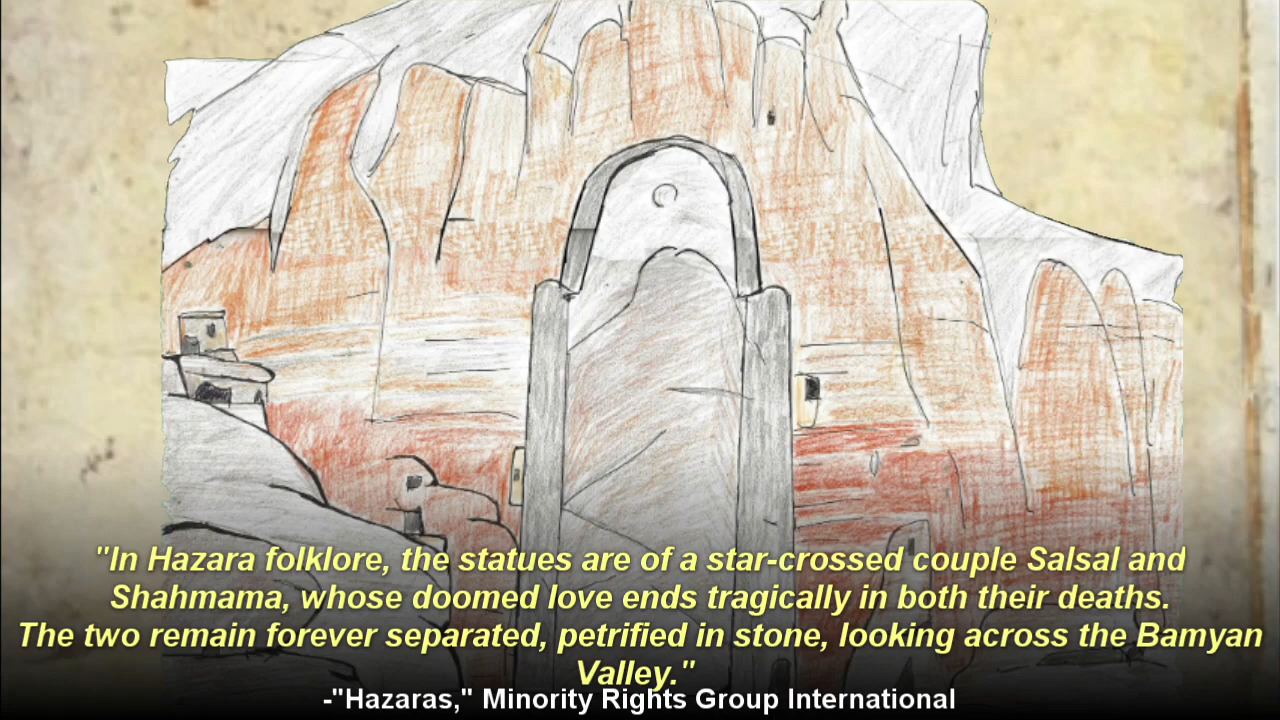 "In Hazara folklore, the statues are of a star-crossed couple Salsal and
Shahmama, whose doomed love ends tragically in both their deaths.
The two remain forever separated, petrified in stone, looking across the Bamyan
Valley."
-"Hazaras," Minority Rights Group International